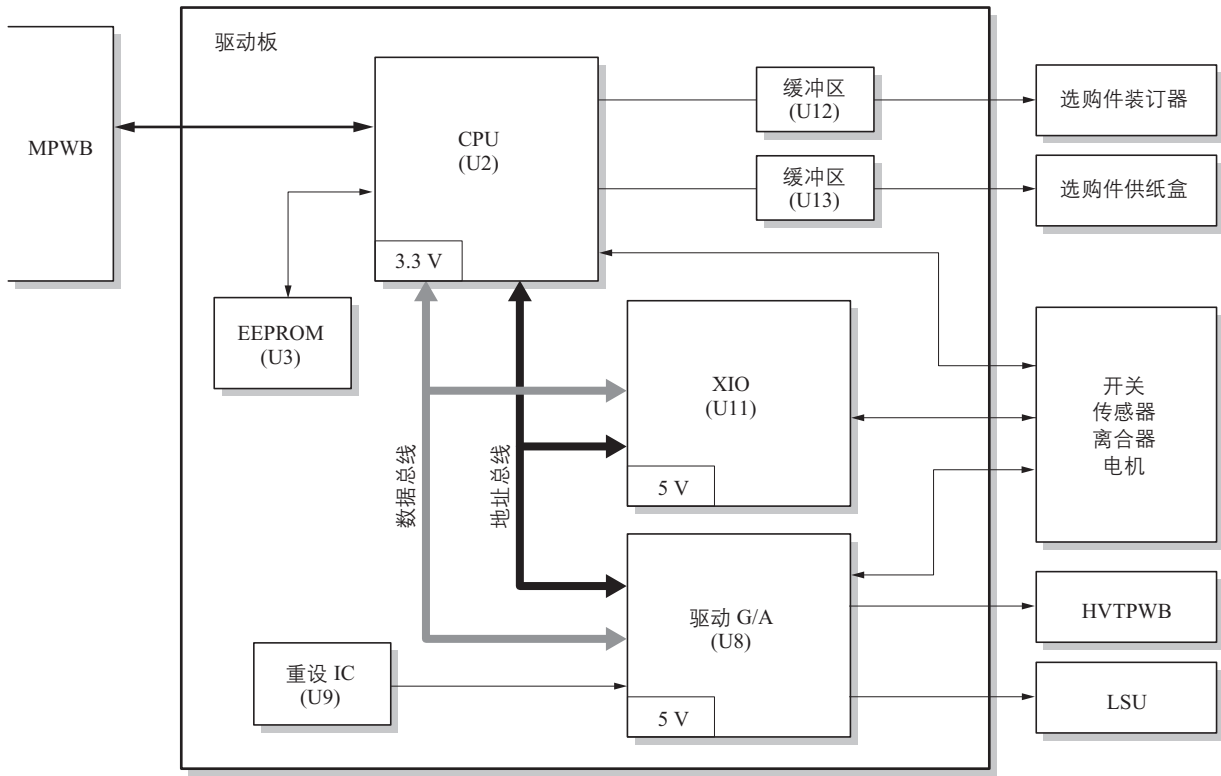 驱动板
MPWB
CPU
(U2)
3.3 V
缓冲区
(U12)
选购件装订器
缓冲区
(U13)
选购件供纸盒
EEPROM
(U3)
数据总线
地址总线
XIO
(U11)
5 V
开关
传感器
离合器
电机
驱动 G/A
(U8)
5 V
重设 IC
(U9)
HVTPWB
LSU